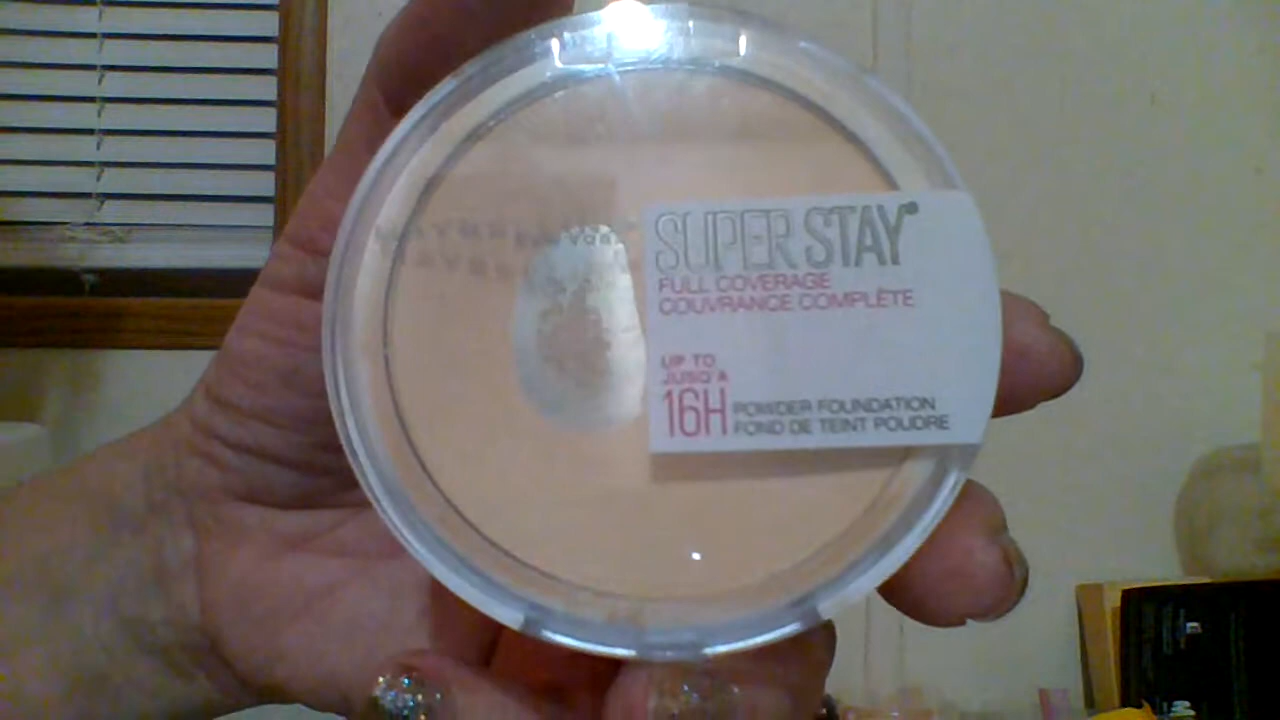 SUPER STAY
FULL COVERAGE
COUVRANCE COMPLÈTE
UP TO
JUSQ'À
16H POWDER FOUNDATION
FOND DE TEINT POUDRE